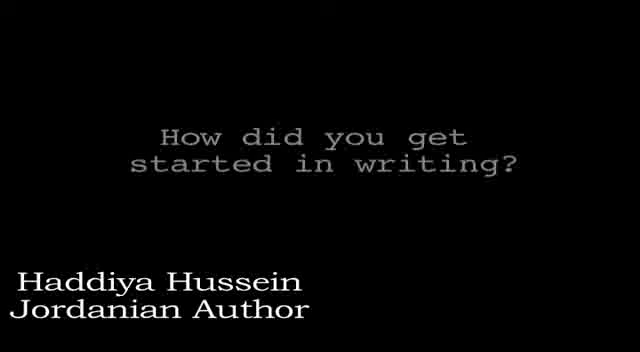 How did you get
started in writing?
Haddiya Hussein
Jordanian Author